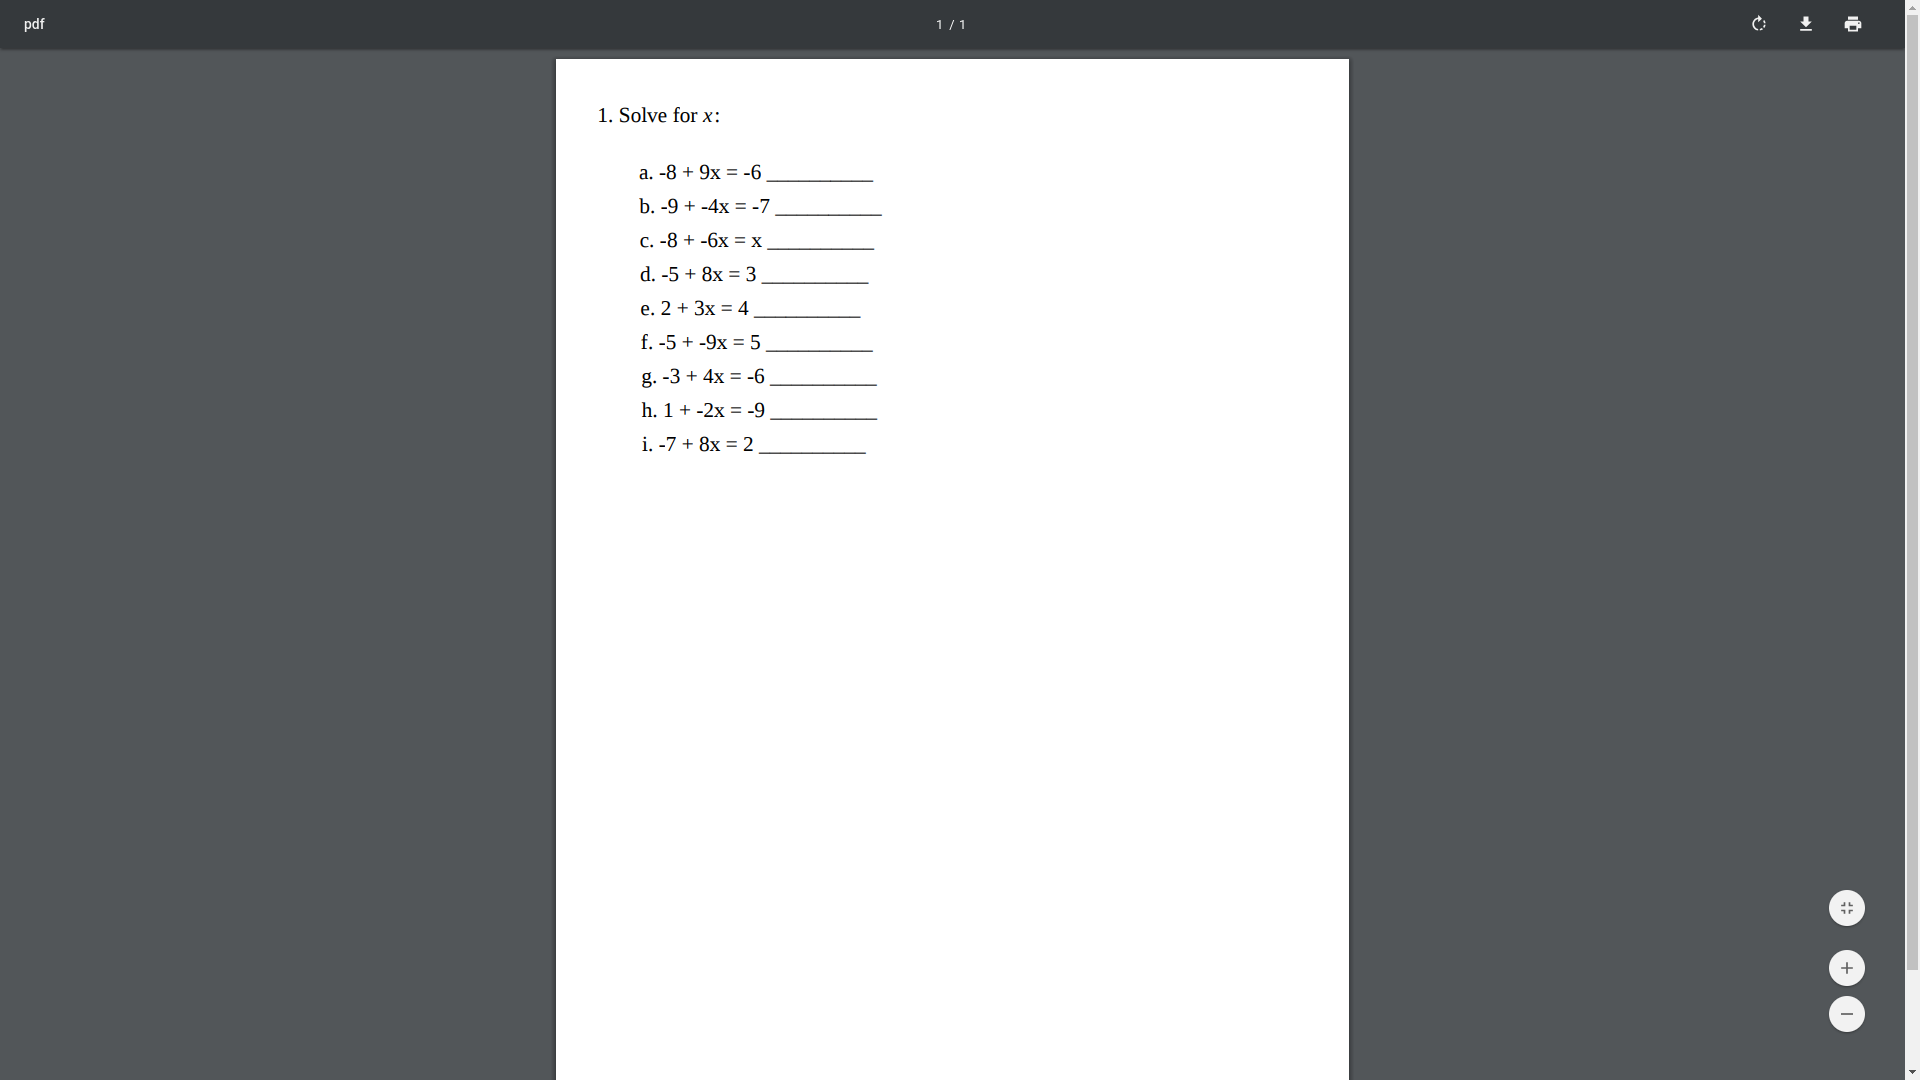 pdf
1 / 1
1. Solve for x:
a. -8 + 9x = -6 __________
b. -9 + -4x = -7 __________
c. -8 + -6x = x __________
d. -5 + 8x = 3 __________
e. 2 + 3x = 4 __________
f. -5 + -9x = 5 __________
g. -3 + 4x = -6 __________
h. 1 + -2x = -9 __________
i. -7 + 8x = 2 __________